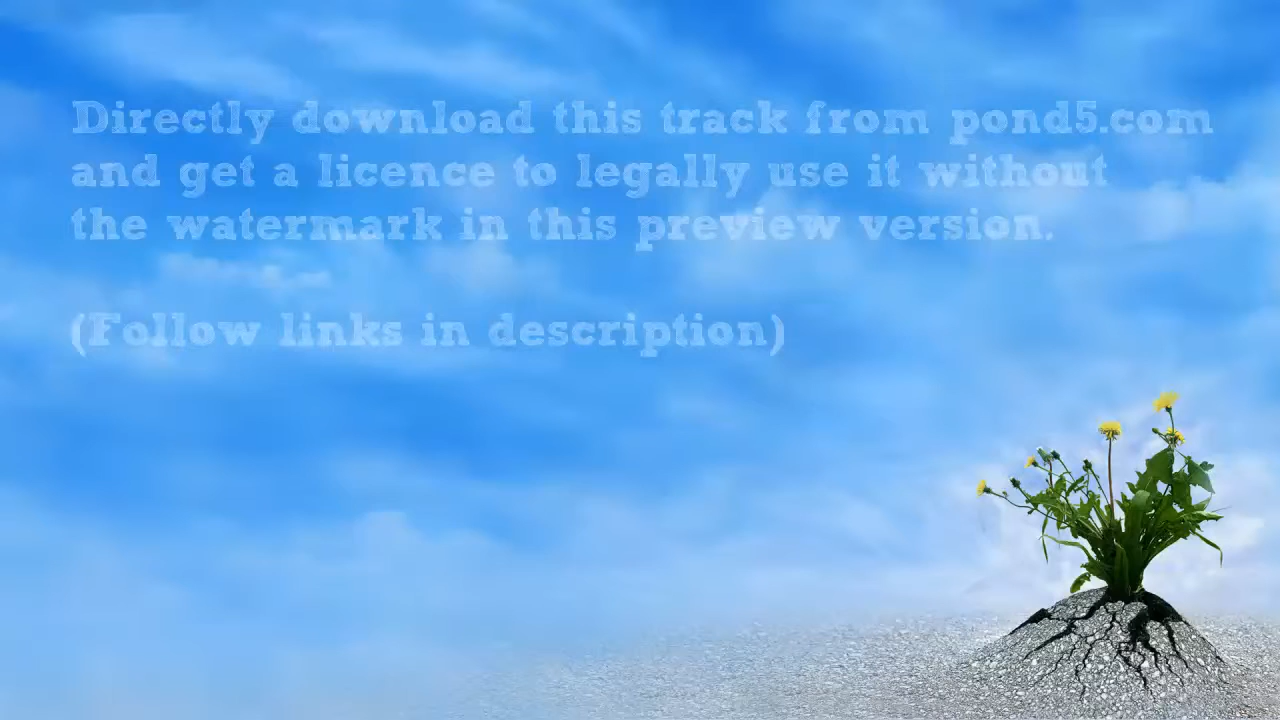 Directly download this track from pond5.com
and get a licence to legally use it without
the watermark in this preview version.
(Follow links in description)